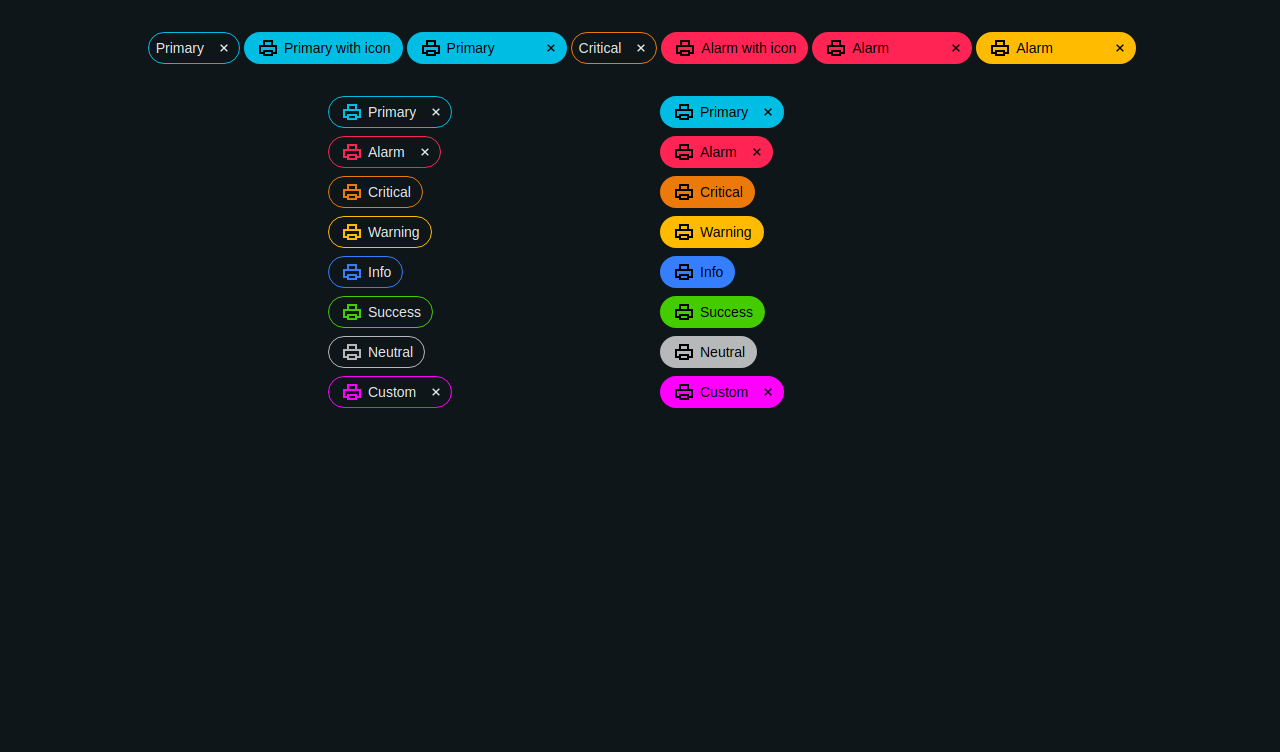 Primary Primary with icon Primary Critical Alarm with icon Alarm Alarm
Primary Primary
Alarm Alarm
Critical Critical
Warning Warning
Info Info
Success Success
Neutral Neutral
Custom Custom